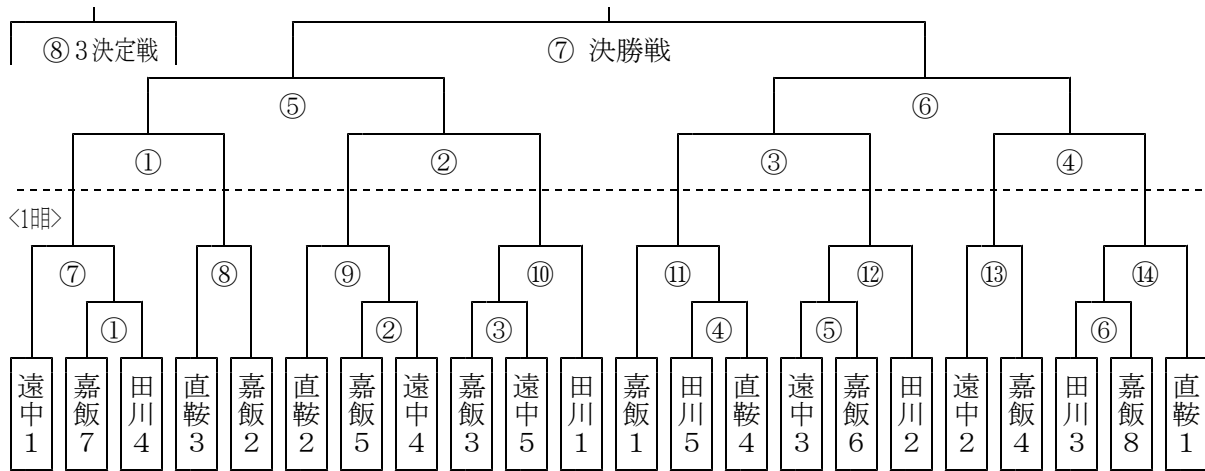 ⑧3決定戦 ⑦ 決勝戦
⑤ ⑥
① ② ③ ④
<1日目>
⑦ ⑧ ⑨ ⑩ ⑪ ⑫ ⑬ ⑭
① ② ③ ④ ⑤ ⑥
遠中1
嘉飯7
田川4
直鞍3
嘉飯2
直鞍2
嘉飯5
遠中4
嘉飯3
遠中5
田川1
嘉飯1
田川5
直鞍4
遠中3
嘉飯6
田川2
遠中2
嘉飯4
田川3
嘉飯8
直鞍1